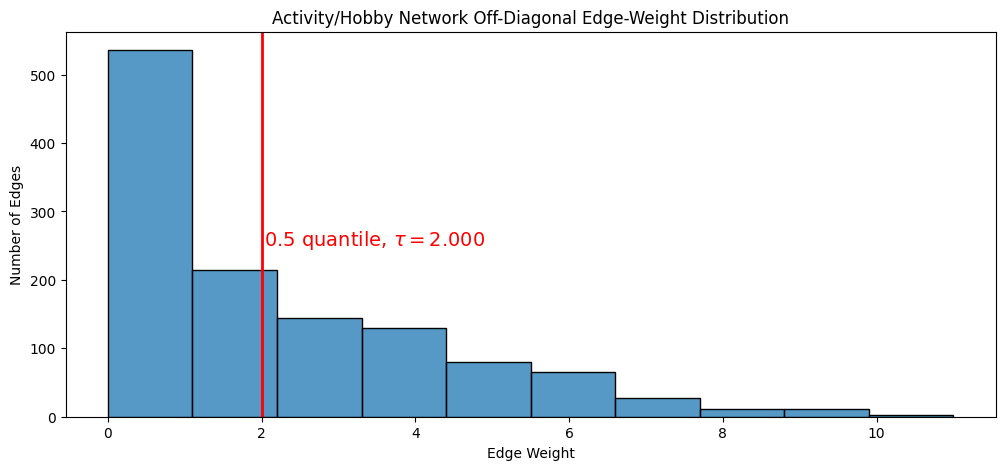 Activity/Hobby Network Off-Diagonal Edge-Weight Distribution
Number of Edges
500
400
300
200
100
0
0.5 quantile, τ = 2.000
0 2 4 6 8 10
Edge Weight